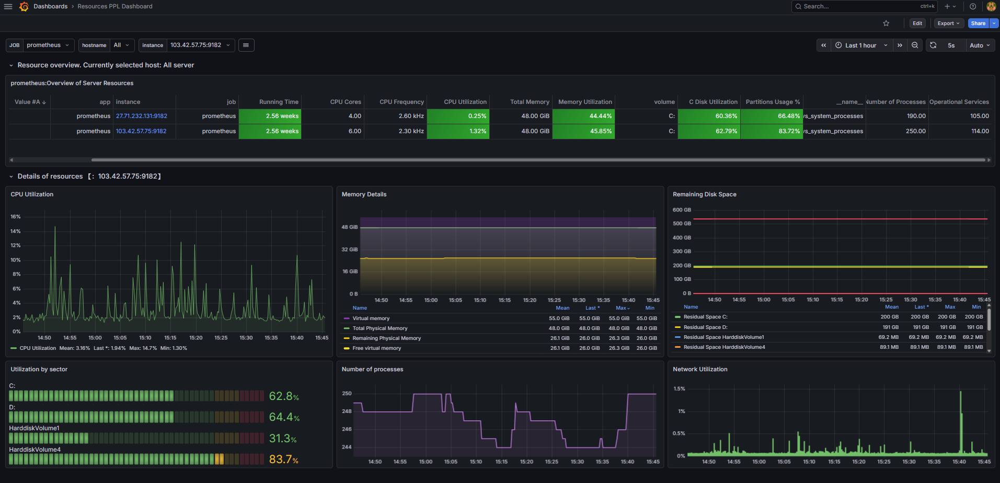 Dashboards › Resources PPL Dashboard
Search... ctrl+k
Edit Export Share
JOB prometheus hostname All instance 103.42.57.75:9182
Last 1 hour 5s Auto
Resource overview. Currently selected host: All server
prometheus:Overview of Server Resources
Value #A ↓ app instance job Running Time CPU Cores CPU Frequency CPU Utilization Total Memory Memory Utilization volume C Disk Utilization Partitions Usage % __name__ Number of Processes Operational Services
prometheus 27.71.232.131:9182 prometheus 2.56 weeks 4.00 2.60 kHz 0.25% 48.00 GiB 44.44% C: 60.36% 66.48% s_system_processes 190.00 105.00
prometheus 103.42.57.75:9182 prometheus 2.56 weeks 6.00 2.30 kHz 1.32% 48.00 GiB 45.85% C: 62.79% 83.72% s_system_processes 250.00 114.00
Details of resources 【: 103.42.57.75:9182】
CPU Utilization
16%
14%
12%
10%
8%
6%
4%
2%
0%
14:50 14:55 15:00 15:05 15:10 15:15 15:20 15:25 15:30 15:35 15:40 15:45
CPU Utilization Mean: 3.16% Last *: 1.94% Max: 14.7% Min: 1.30%
Memory Details
48 GiB
32 GiB
16 GiB
0 B
14:50 14:55 15:00 15:05 15:10 15:15 15:20 15:25 15:30 15:35 15:40 15:45
Name Mean Last * Max Min
Virtual memory 55.0 GiB 55.0 GiB 55.0 GiB 55.0 GiB
Total Physical Memory 48.0 GiB 48.0 GiB 48.0 GiB 48.0 GiB
Remaining Physical Memory 26.1 GiB 26.0 GiB 26.3 GiB 26.0 GiB
Free virtual memory 26.1 GiB 26.0 GiB 26.3 GiB 26.0 GiB
Remaining Disk Space
600 GB
500 GB
400 GB
300 GB
200 GB
100 GB
0 B
14:50 14:55 15:00 15:05 15:10 15:15 15:20 15:25 15:30 15:35 15:40 15:45
Name Mean Last * Max Min
Residual Space C: 200 GB 200 GB 200 GB 200 GB
Residual Space D: 191 GB 191 GB 191 GB 191 GB
Residual Space HarddiskVolume1 69.2 MB 69.2 MB 69.2 MB 69.2 MB
Residual Space HarddiskVolume4 89.1 MB 89.1 MB 89.1 MB 89.1 MB
Utilization by sector
C:
62.8%
D:
64.4%
HarddiskVolume1
31.3%
HarddiskVolume4
83.7%
Number of processes
250
248
246
244
14:50 14:55 15:00 15:05 15:10 15:15 15:20 15:25 15:30 15:35 15:40 15:45
Network Utilization
1.5%
1%
0.5%
0%
14:50 14:55 15:00 15:05 15:10 15:15 15:20 15:25 15:30 15:35 15:40 15:45